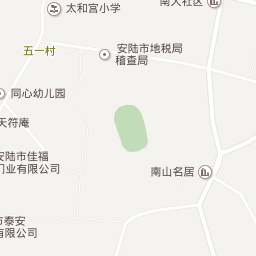 南大社区
太和宫小学
安陆市地税局
稽查局
五一村
同心幼儿园
天符庵
安陆市佳福
门业有限公司
南山名居
市泰安
有限公司